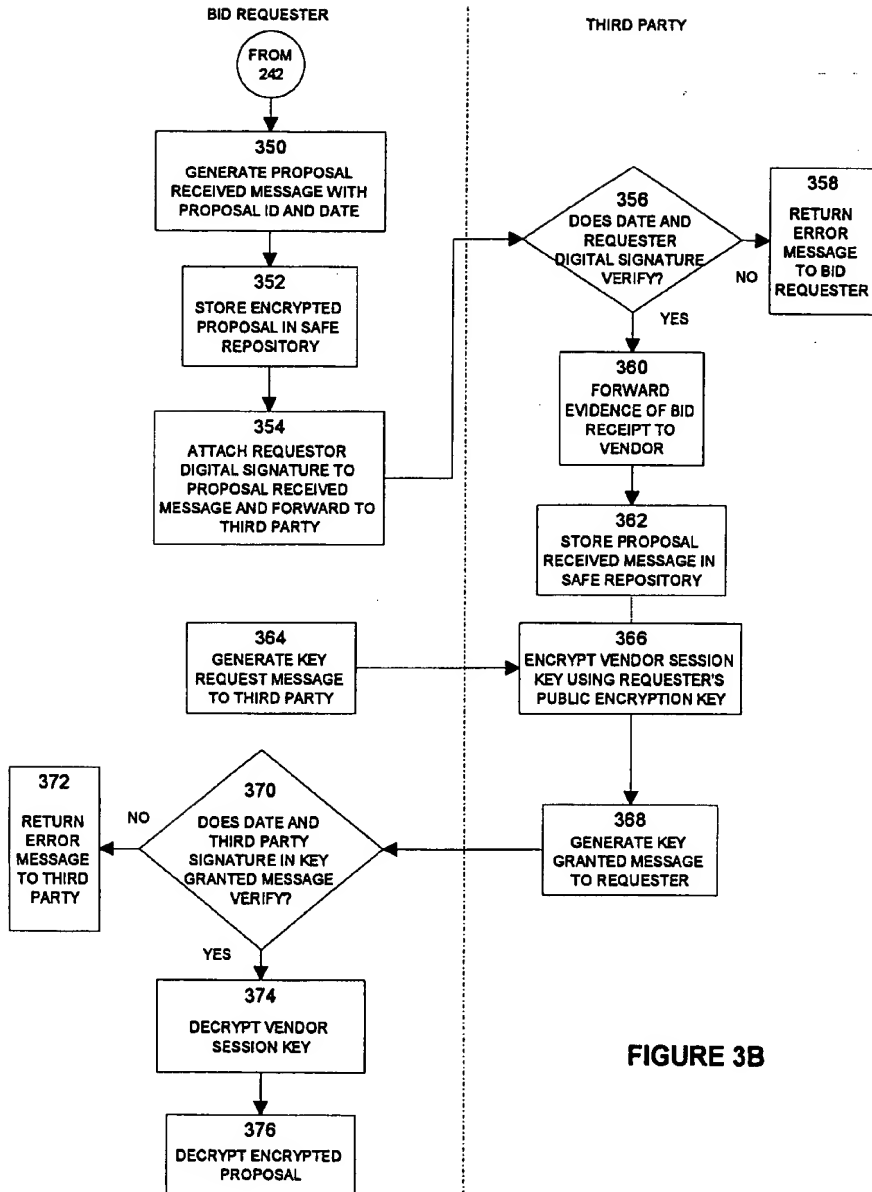 BID REQUESTER
THIRD PARTY
FROM
242
350
GENERATE PROPOSAL
RECEIVED MESSAGE WITH
PROPOSAL ID AND DATE
352
STORE ENCRYPTED
PROPOSAL IN SAFE
REPOSITORY
354
ATTACH REQUESTOR
DIGITAL SIGNATURE TO
PROPOSAL RECEIVED
MESSAGE AND FORWARD TO
THIRD PARTY
356
DOES DATE AND
REQUESTER
DIGITAL SIGNATURE
VERIFY?
NO
358
RETURN
ERROR
MESSAGE
TO BID
REQUESTER
YES
360
FORWARD
EVIDENCE OF BID
RECEIPT TO
VENDOR
362
STORE PROPOSAL
RECEIVED MESSAGE IN
SAFE REPOSITORY
364
GENERATE KEY
REQUEST MESSAGE
TO THIRD PARTY
366
ENCRYPT VENDOR SESSION
KEY USING REQUESTER'S
PUBLIC ENCRYPTION KEY
368
GENERATE KEY
GRANTED MESSAGE
TO REQUESTER
370
DOES DATE AND
THIRD PARTY
SIGNATURE IN KEY
GRANTED MESSAGE
VERIFY?
NO
372
RETURN
ERROR
MESSAGE
TO THIRD
PARTY
YES
374
DECRYPT VENDOR
SESSION KEY
376
DECRYPT ENCRYPTED
PROPOSAL
FIGURE 3B